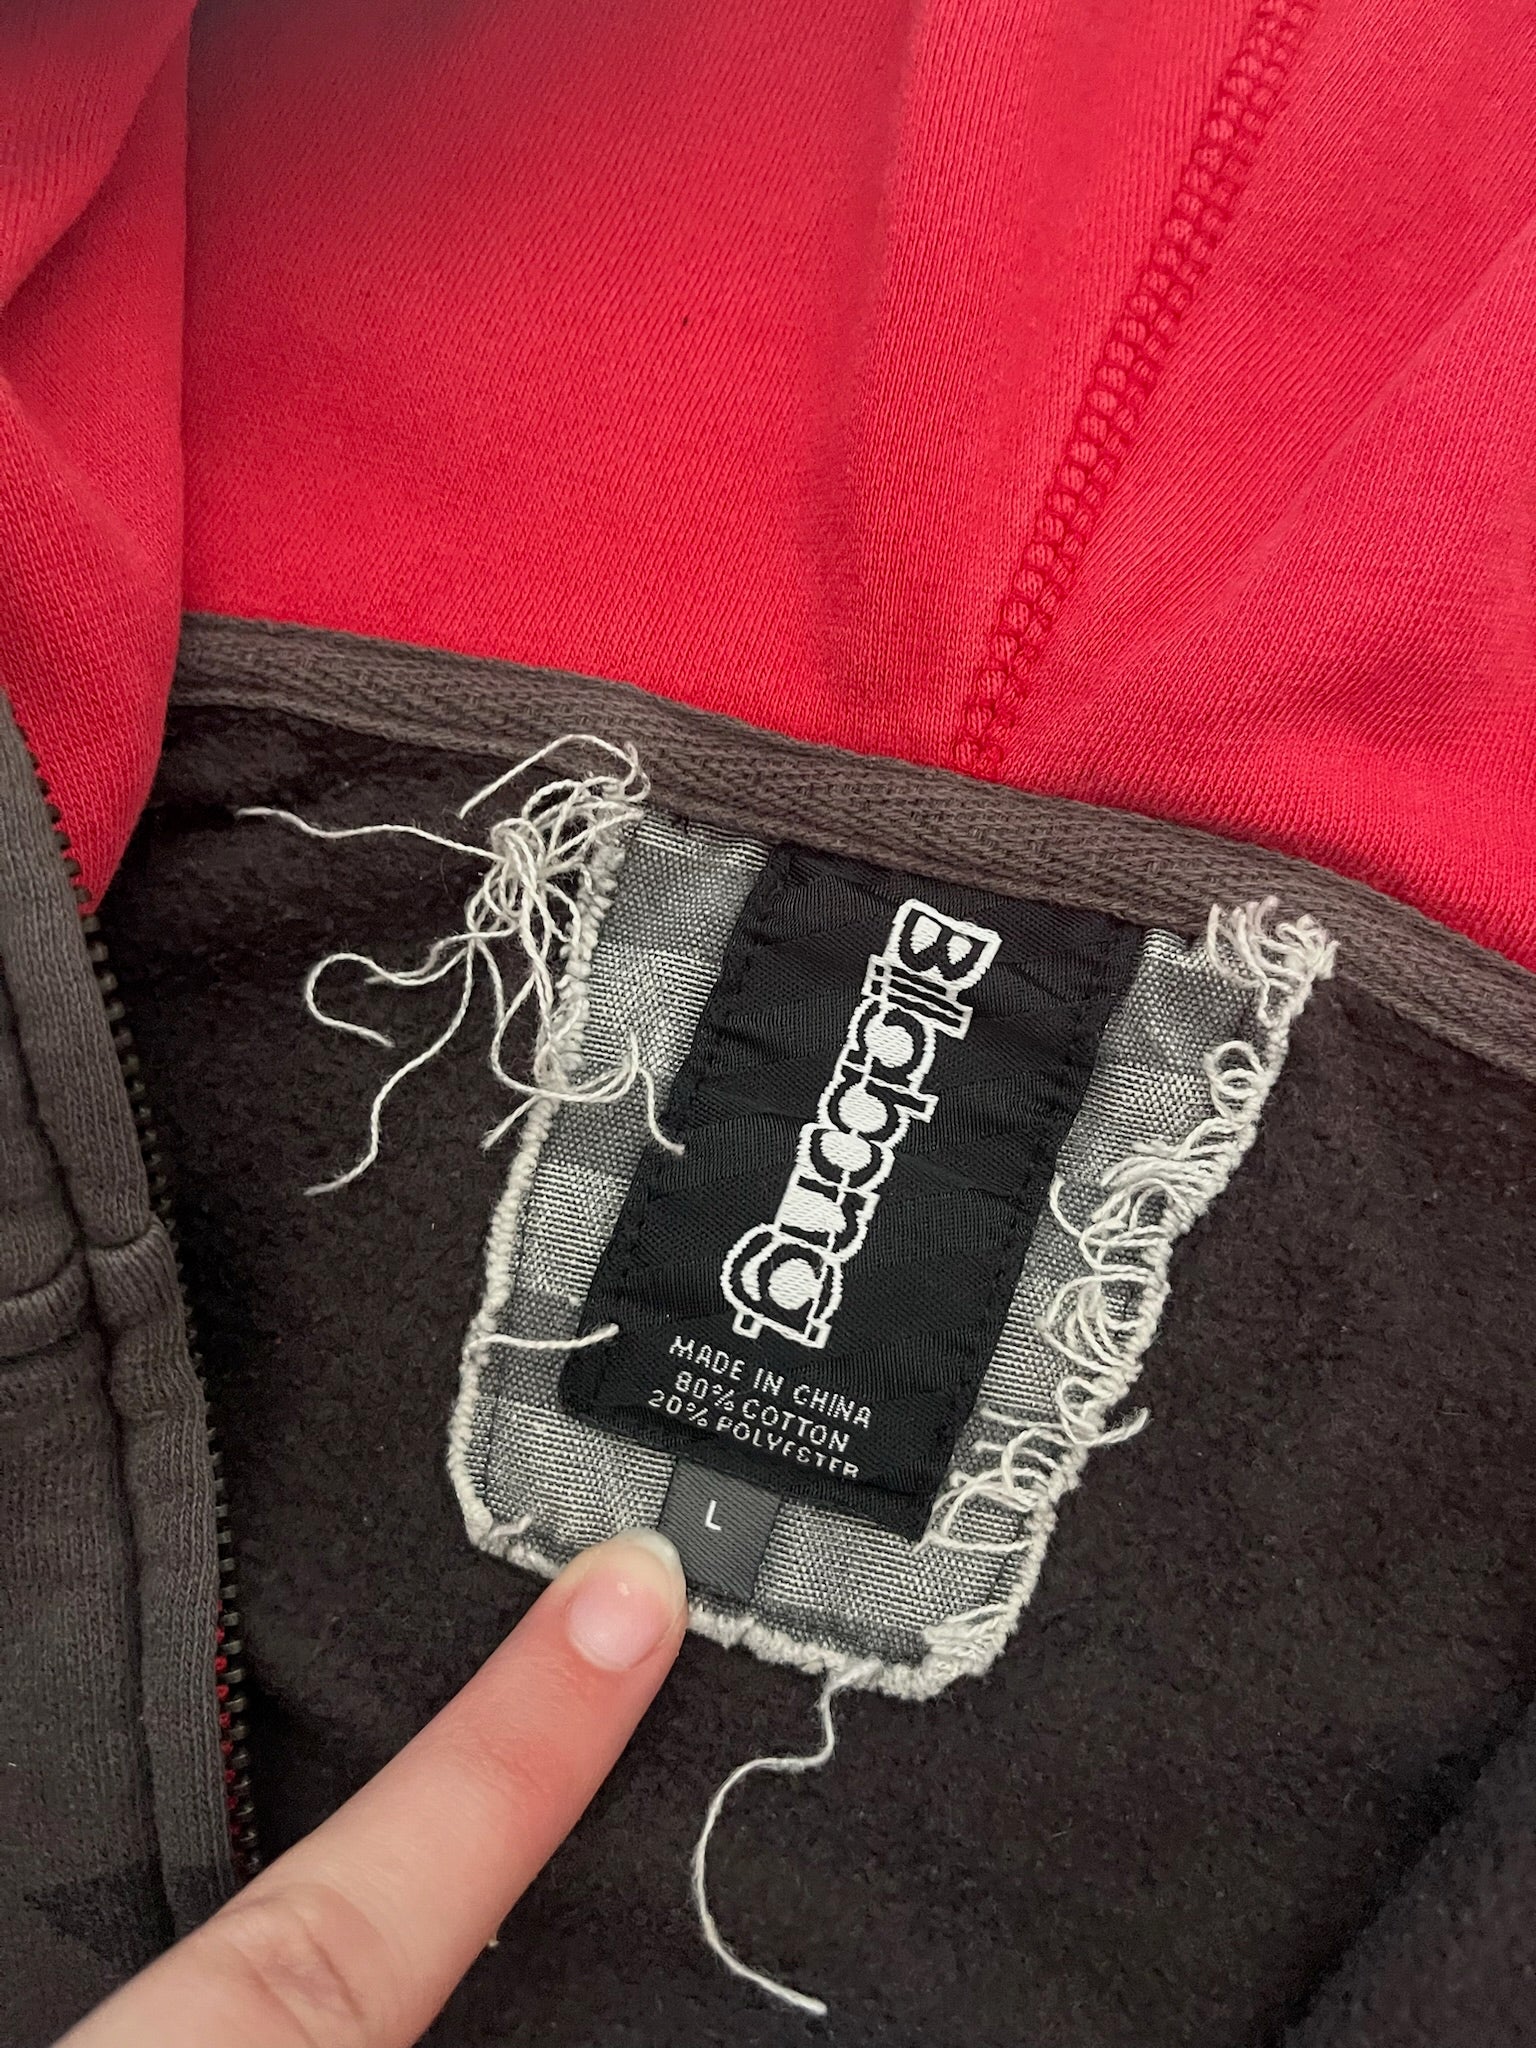 Billabong
MADE IN CHINA
80% COTTON
20% POLYESTER
L